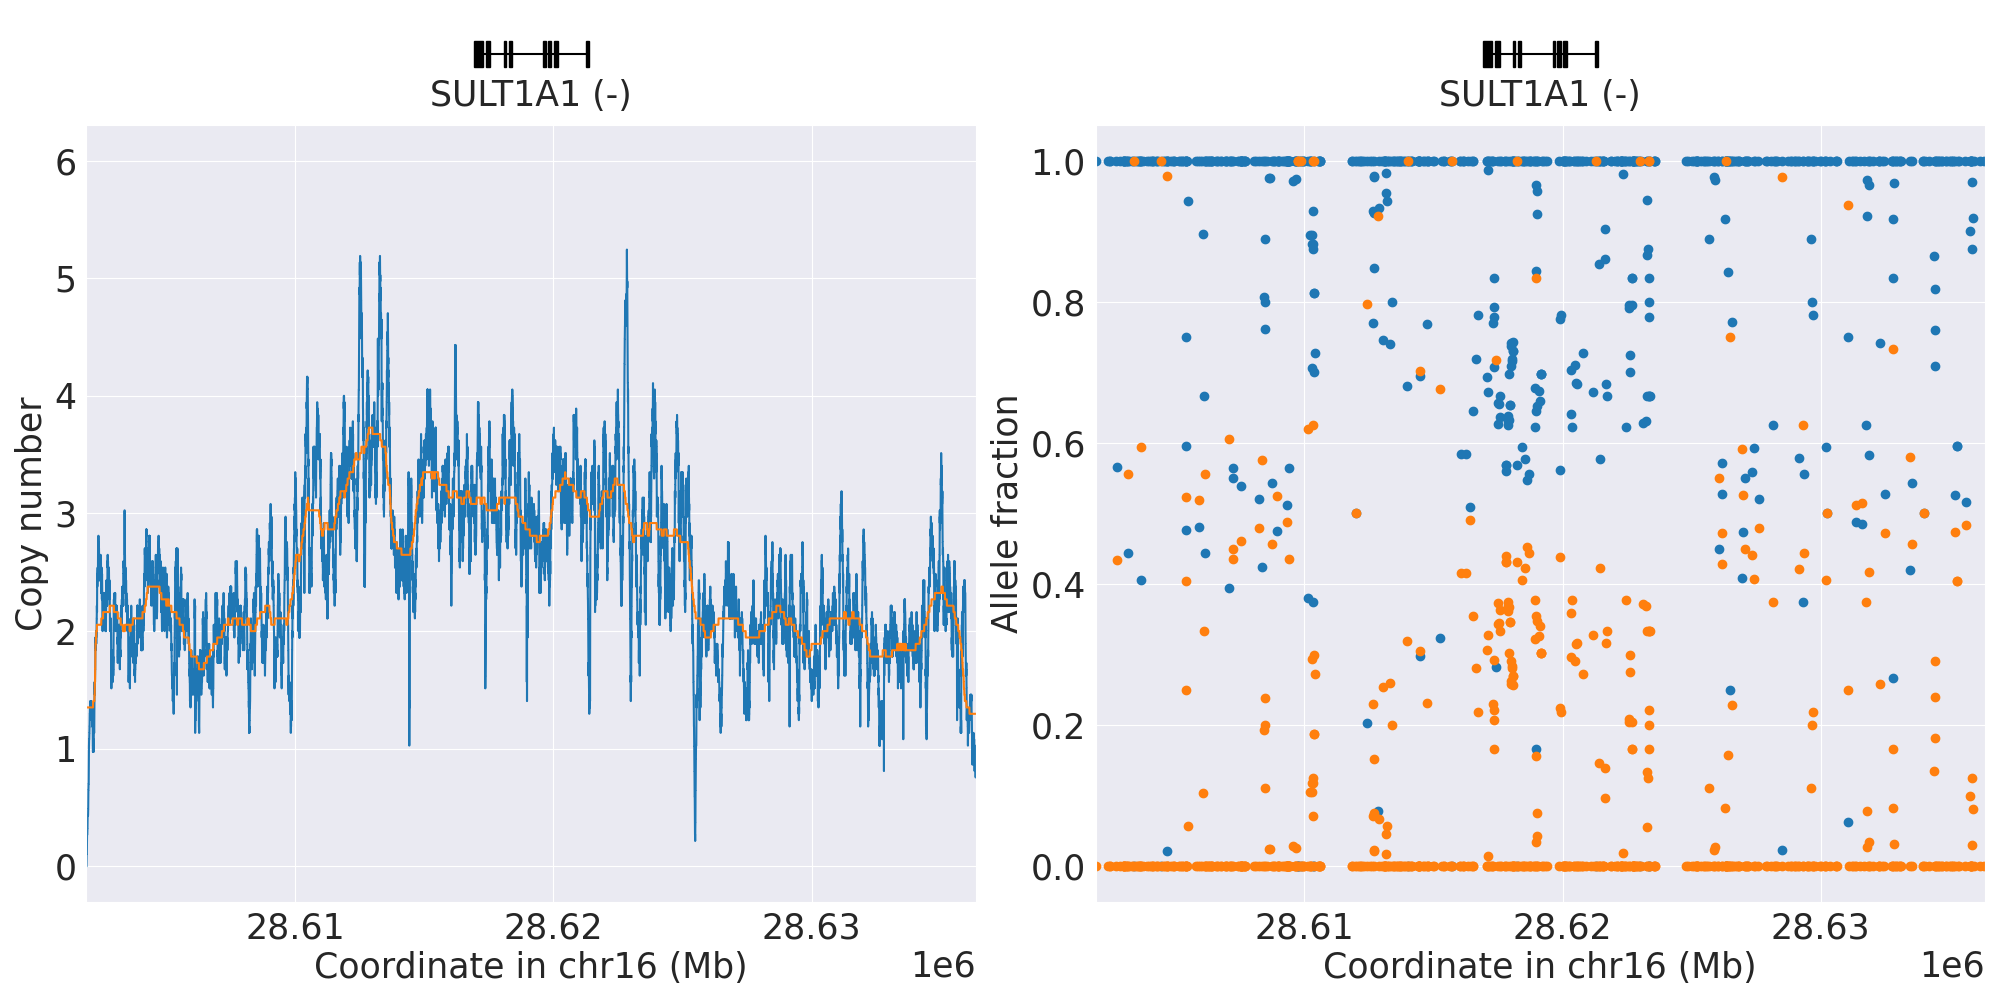 SULT1A1 (-)
Copy number
6
5
4
3
2
1
0
28.61
28.62
28.63
Coordinate in chr16 (Mb)
1e6
SULT1A1 (-)
Allele fraction
1.0
0.8
0.6
0.4
0.2
0.0
28.61
28.62
28.63
Coordinate in chr16 (Mb)
1e6